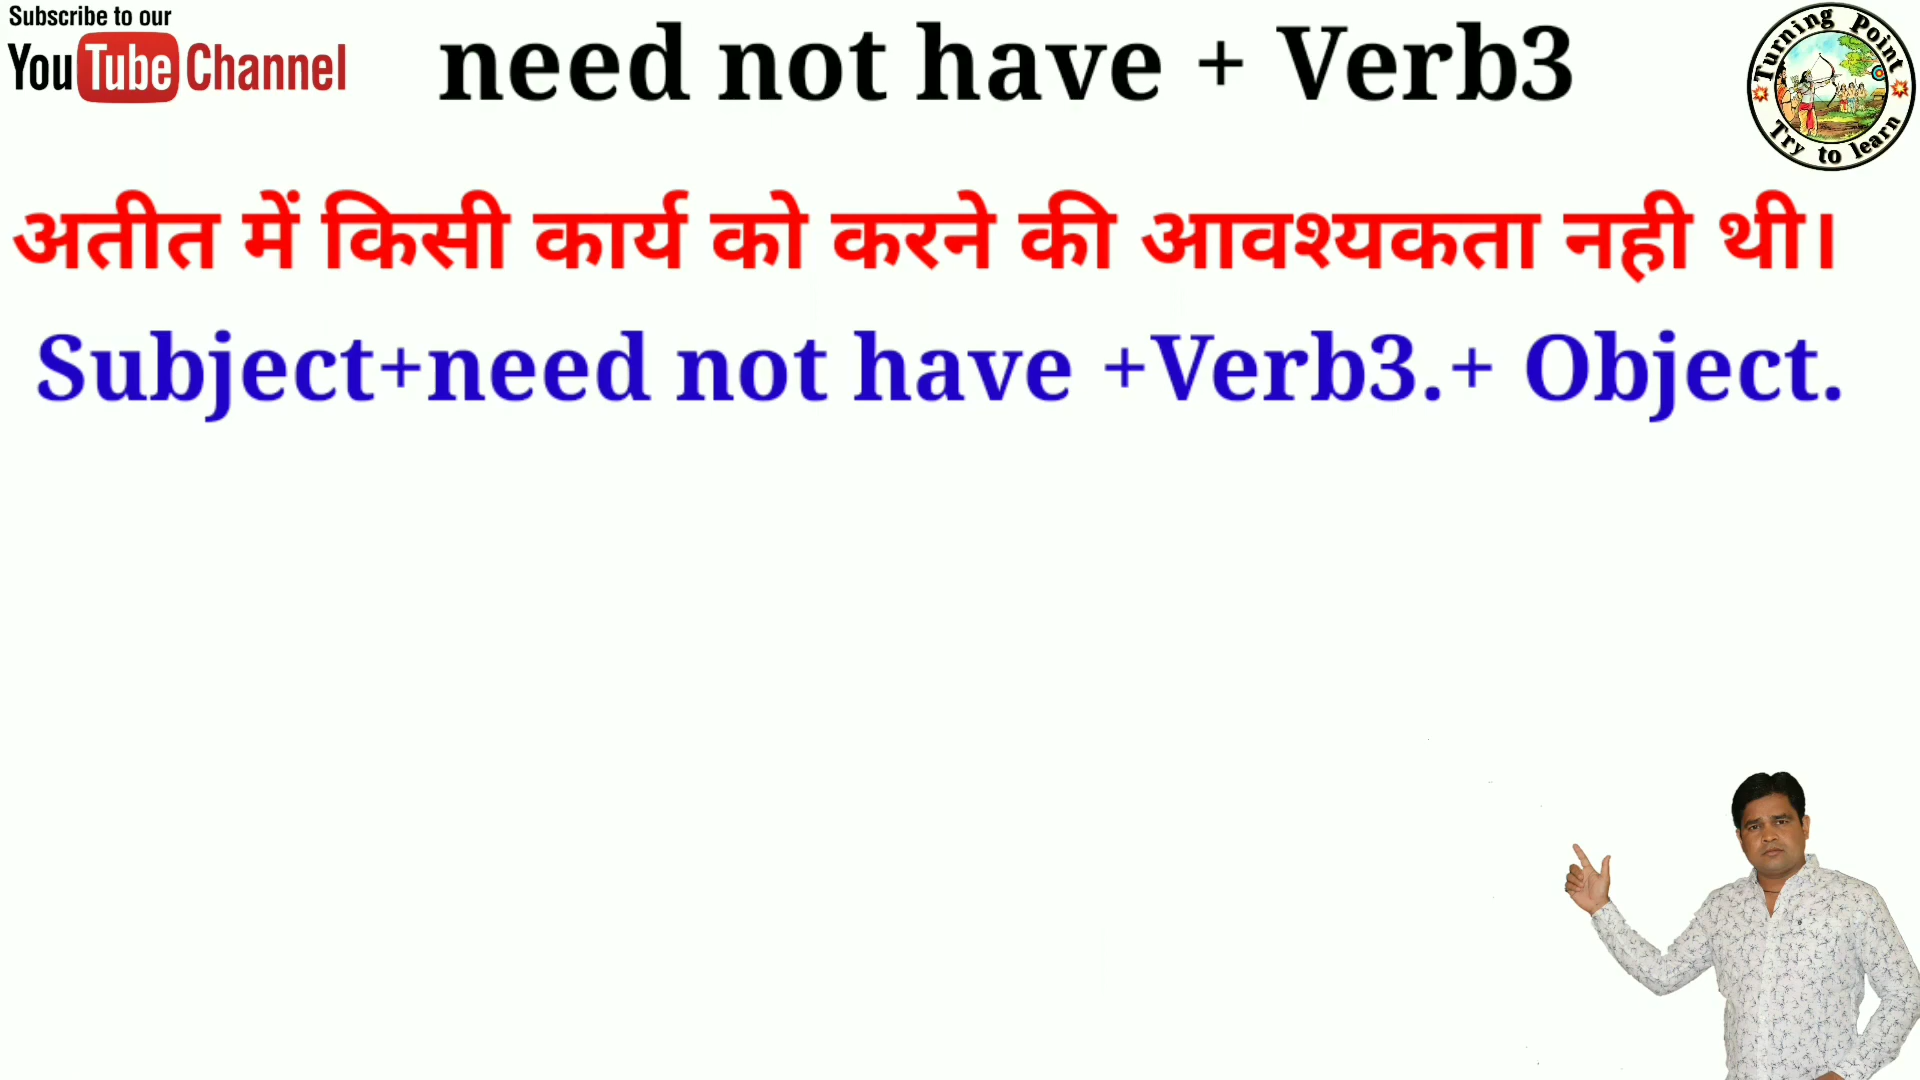 Subscribe to our
YouTube Channel
need not have + Verb3
Turning Point
Try to learn
अतीत में किसी कार्य को करने की आवश्यकता नही थी।
Subject+need not have +Verb3.+ Object.